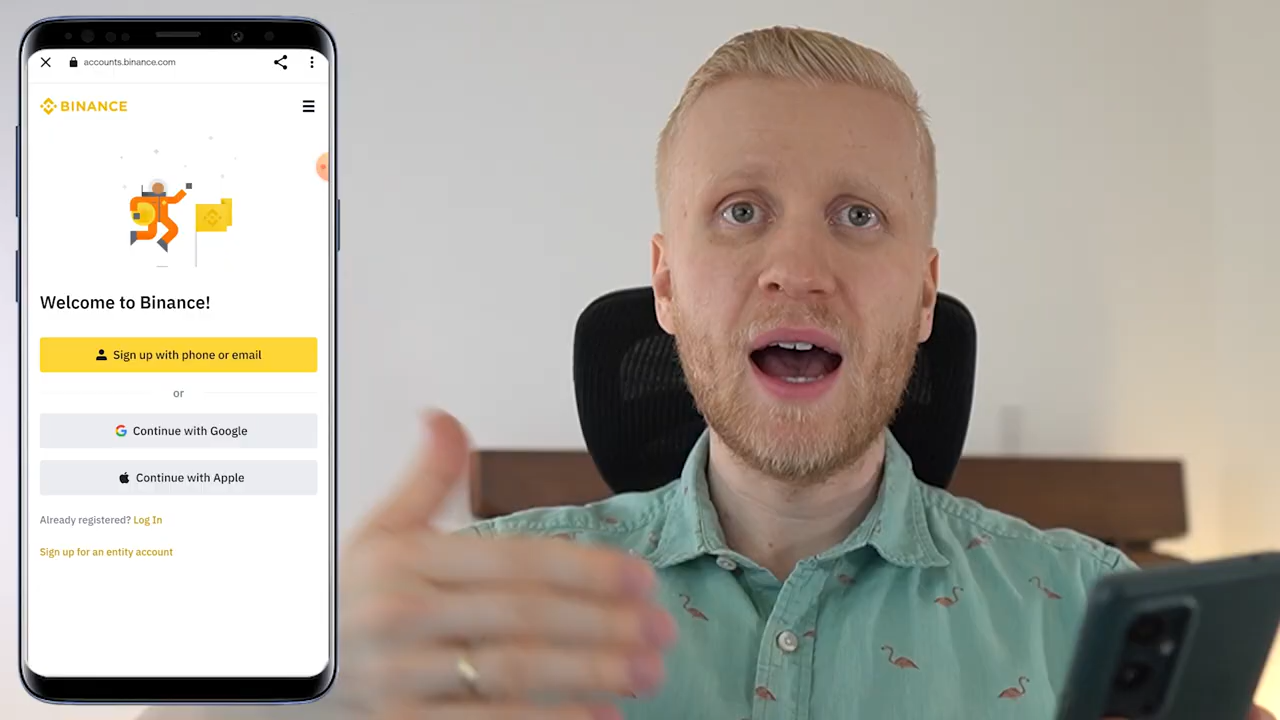 accounts.binance.com
BINANCE
Welcome to Binance!
Sign up with phone or email
or
Continue with Google
Continue with Apple
Already registered? Log In
Sign up for an entity account